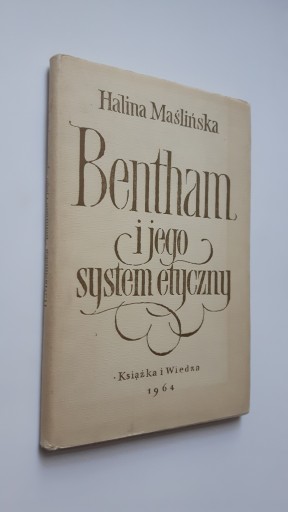 Halina Maślińska
Bentham
i jego
system etyczny
• Książka i Wiedza
1964